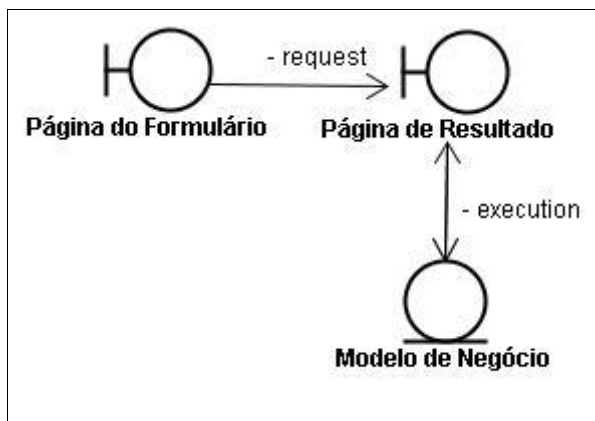 - request
Página do Formulário
Página de Resultado
- execution
Modelo de Negócio